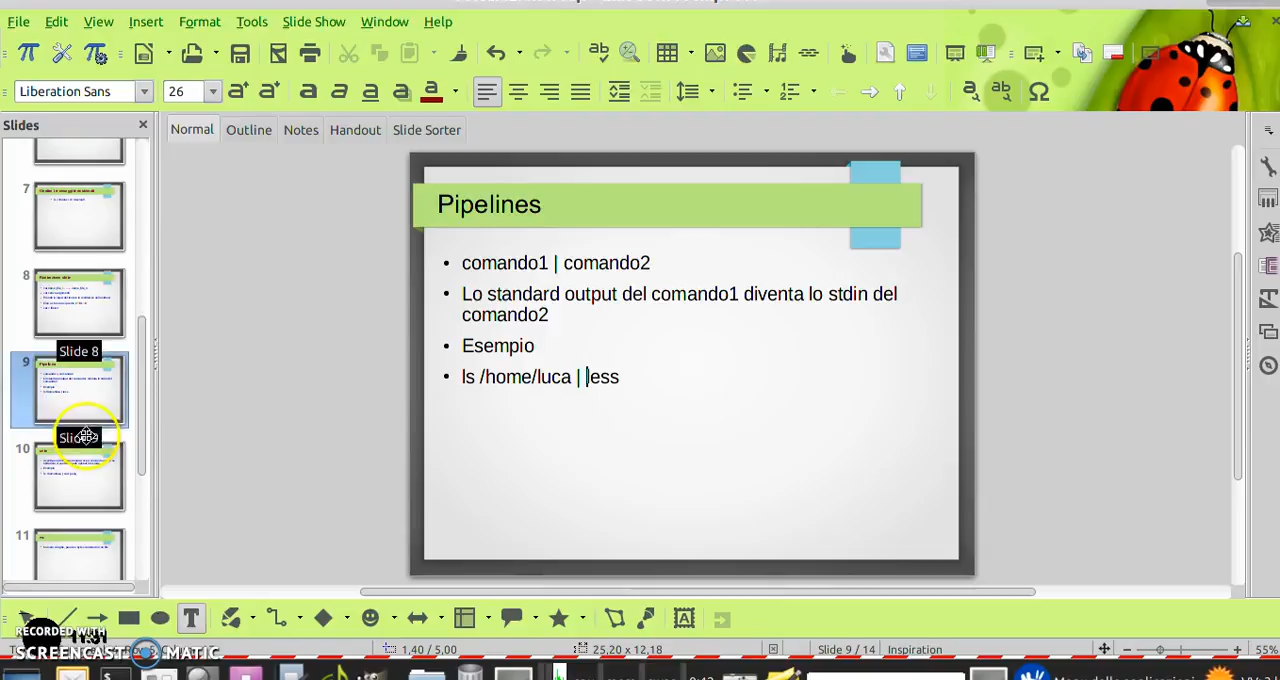 File Edit View Insert Format Tools Slide Show Window Help
Liberation Sans 26
Slides
Normal Outline Notes Handout Slide Sorter
7
8
Slide 8
9
10
11
Pipelines
comando1 | comando2
Lo standard output del comando1 diventa lo stdin del
comando2
Esempio
ls /home/luca | less
RECORDED WITH
SCREENCAST MATIC
1,40 / 5,00
25,20 x 12,18
Slide 9 / 14
Inspiration
55%